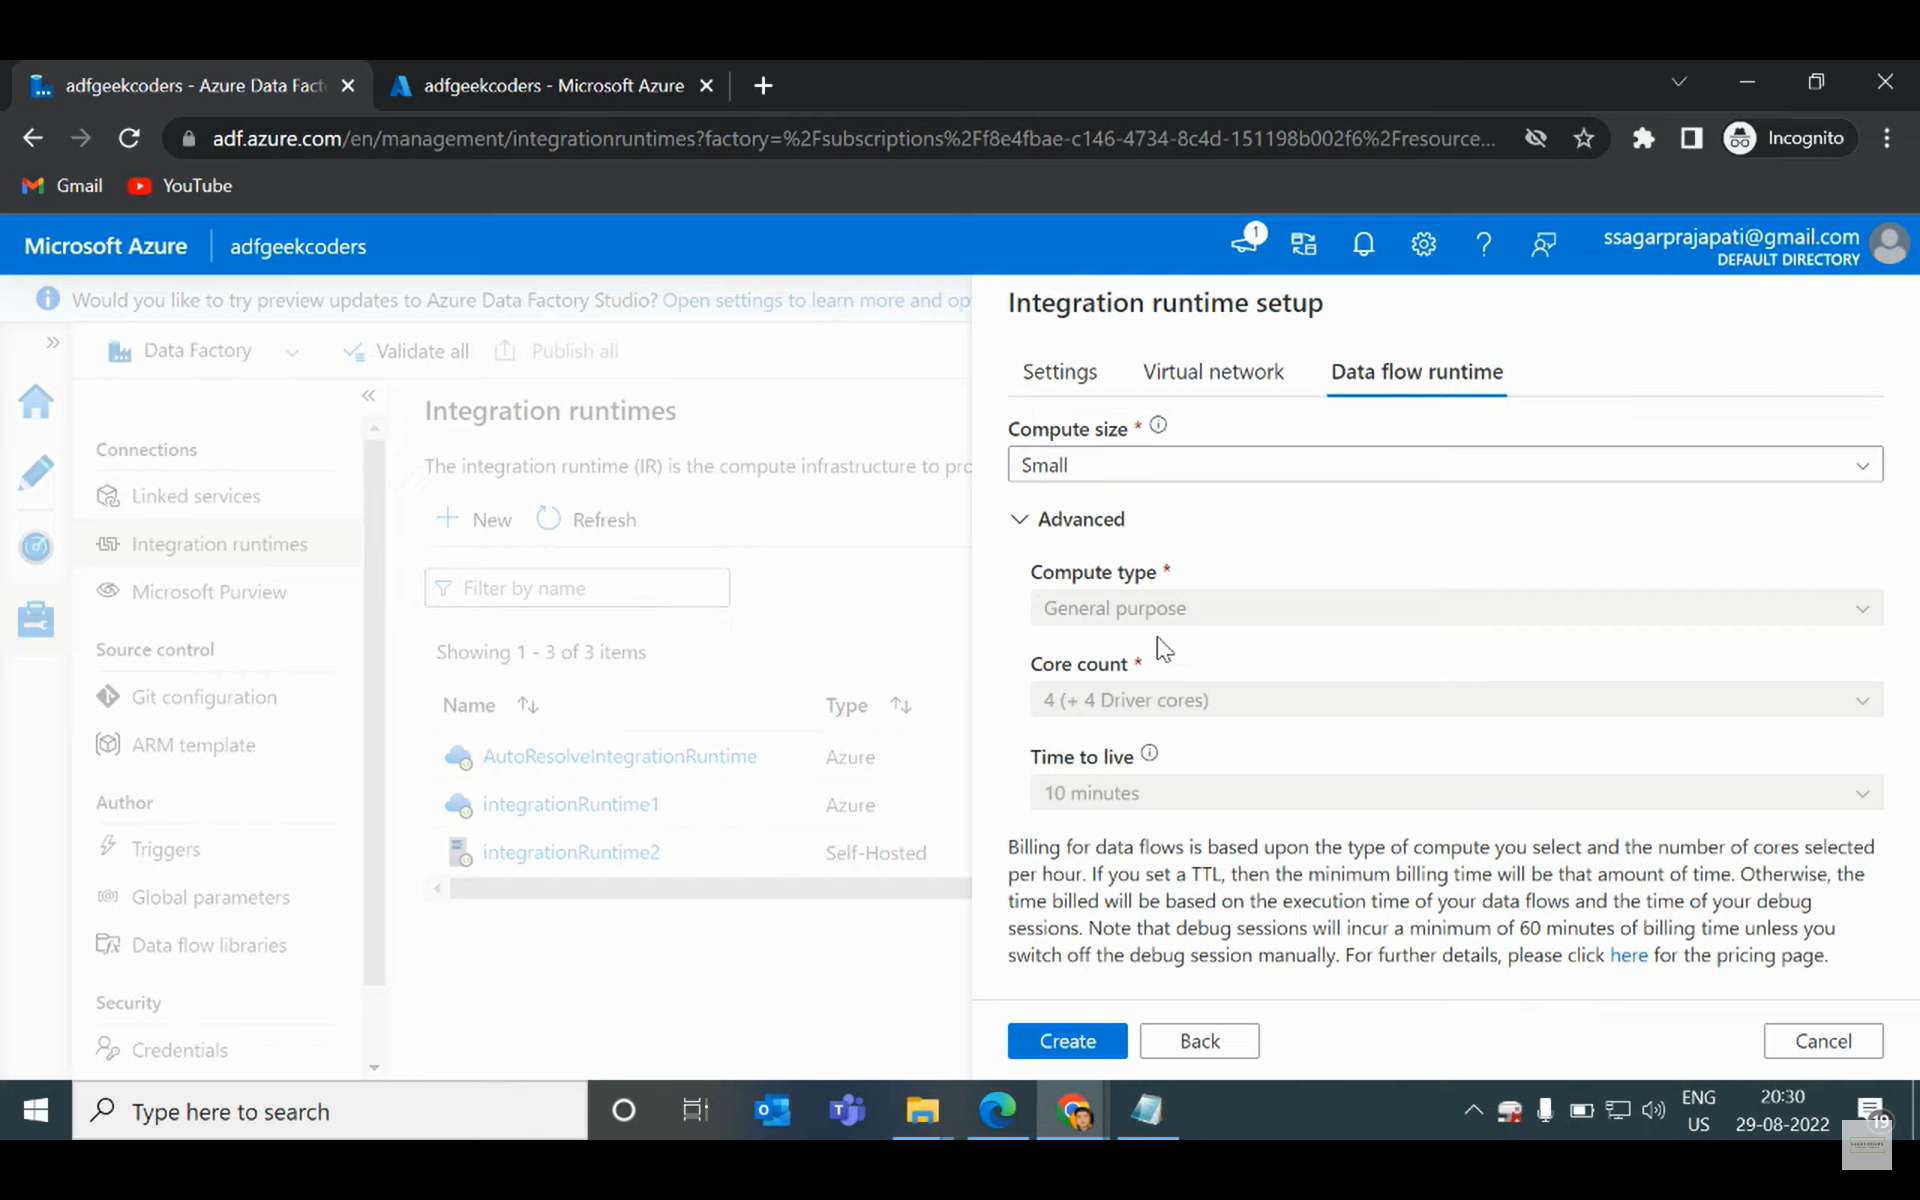 adfgeekcoders - Azure Data Fact
adfgeekcoders - Microsoft Azure
adf.azure.com/en/management/integrationruntimes?factory=%2Fsubscriptions%2Ff8e4fbae-c146-4734-8c4d-151198b002f6%2Fresource...
Incognito
Gmail
YouTube
Microsoft Azure
adfgeekcoders
1
ssagarprajapati@gmail.com
DEFAULT DIRECTORY
Would you like to try preview updates to Azure Data Factory Studio? Open settings to learn more and op
Data Factory
Validate all
Publish all
Connections
Linked services
Integration runtimes
Microsoft Purview
Source control
Git configuration
ARM template
Author
Triggers
Global parameters
Data flow libraries
Security
Credentials
Integration runtimes
The integration runtime (IR) is the compute infrastructure to pro
New
Refresh
Filter by name
Showing 1 - 3 of 3 items
Name
Type
AutoResolveIntegrationRuntime
Azure
integrationRuntime1
Azure
integrationRuntime2
Self-Hosted
Integration runtime setup
Settings
Virtual network
Data flow runtime
Compute size *
Small
Advanced
Compute type *
General purpose
Core count *
4 (+ 4 Driver cores)
Time to live
10 minutes
Billing for data flows is based upon the type of compute you select and the number of cores selected
per hour. If you set a TTL, then the minimum billing time will be that amount of time. Otherwise, the
time billed will be based on the execution time of your data flows and the time of your debug
sessions. Note that debug sessions will incur a minimum of 60 minutes of billing time unless you
switch off the debug session manually. For further details, please click here for the pricing page.
Create
Back
Cancel
Type here to search
ENG
US
20:30
29-08-2022
19